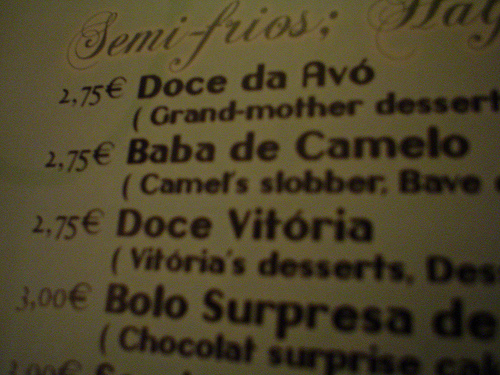 Semi-frios;
2,75€ Doce da Avó
( Grand-mother dessert
2,75€ Baba de Camelo
( Camel's slobber, Bave
2,75€ Doce Vitória
( Vitória's desserts, Des
3,00€ Bolo Surpresa de
( Chocolat surprise cak